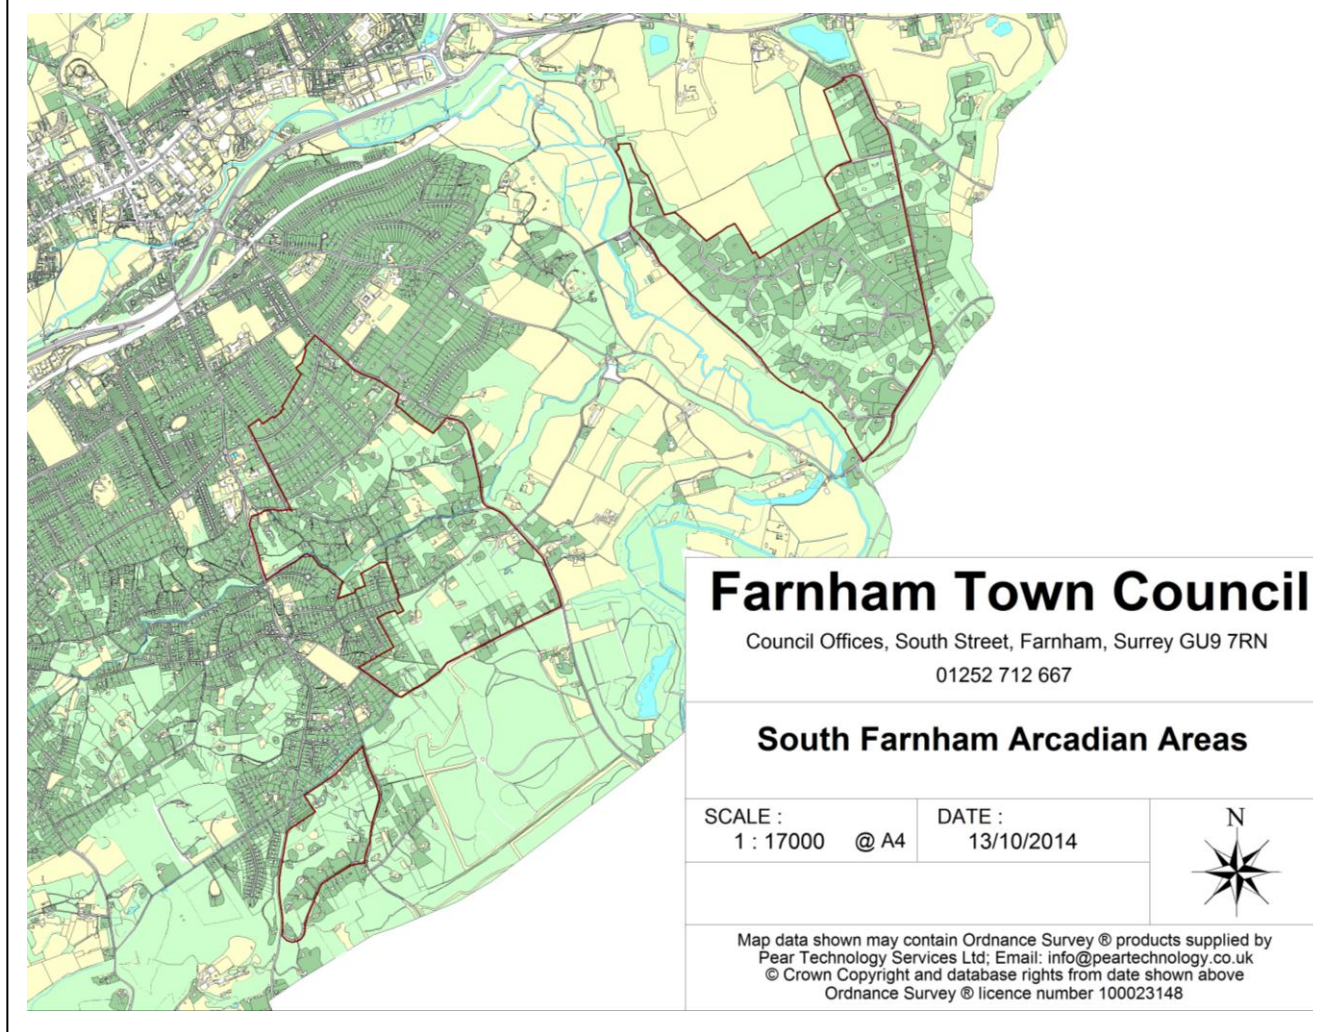 Farnham Town Council
Council Offices, South Street, Farnham, Surrey GU9 7RN
01252 712 667
South Farnham Arcadian Areas
SCALE :
1 : 17000 @ A4
DATE :
13/10/2014
N
Map data shown may contain Ordnance Survey ® products supplied by
Pear Technology Services Ltd; Email: info@peartechnology.co.uk
© Crown Copyright and database rights from date shown above
Ordnance Survey ® licence number 100023148